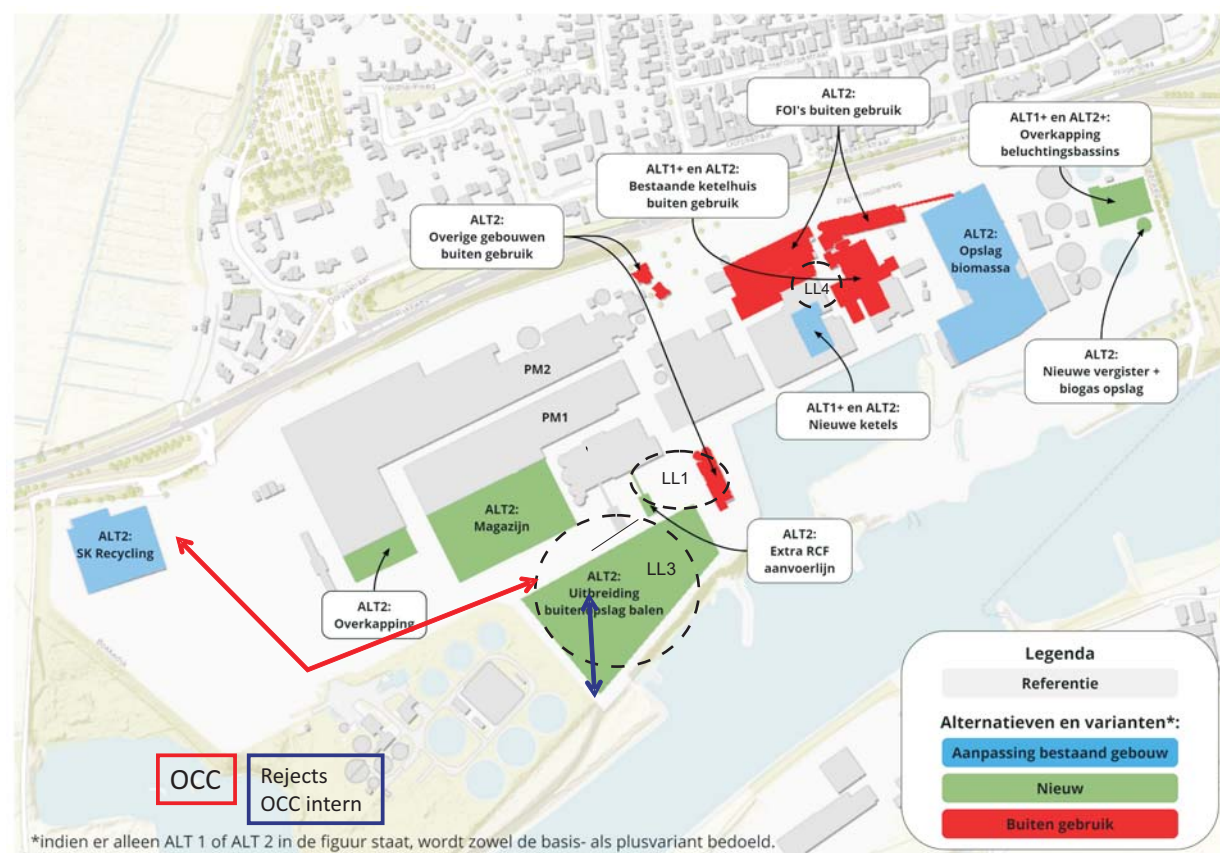 ALT2:
FOI's buiten gebruik
ALT1+ en ALT2+:
Overkapping
beluchtingsbassins
ALT1+ en ALT2:
Bestaande ketelhuis
buiten gebruik
ALT2:
Overige gebouwen
buiten gebruik
ALT2:
Opslag
biomassa
LL4
ALT2:
Nieuwe vergister +
biogas opslag
PM2
PM1
ALT1+ en ALT2:
Nieuwe ketels
LL1
ALT2:
Magazijn
ALT2:
SK Recycling
ALT2:
Extra RCF
aanvoerlijn
LL3
ALT2:
Uitbreiding
buitenopslag balen
ALT2:
Overkapping
Legenda
Referentie
Alternatieven en varianten*:
Aanpassing bestaand gebouw
Nieuw
Buiten gebruik
OCC
Rejects
OCC intern
*indien er alleen ALT 1 of ALT 2 in de figuur staat, wordt zowel de basis- als plusvariant bedoeld.